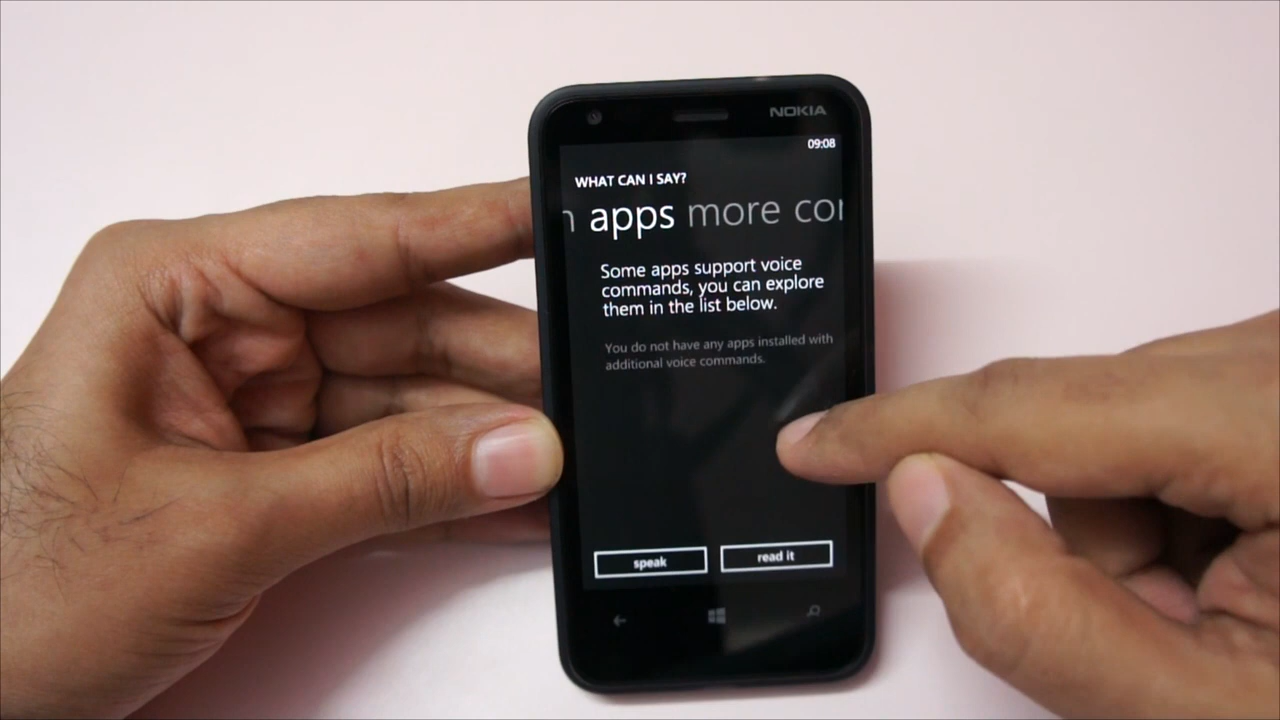 NOKIA
09:08
WHAT CAN I SAY?
apps more
Some apps support voice
commands, you can explore
them in the list below.
You do not have any apps installed with
additional voice commands.
speak read it